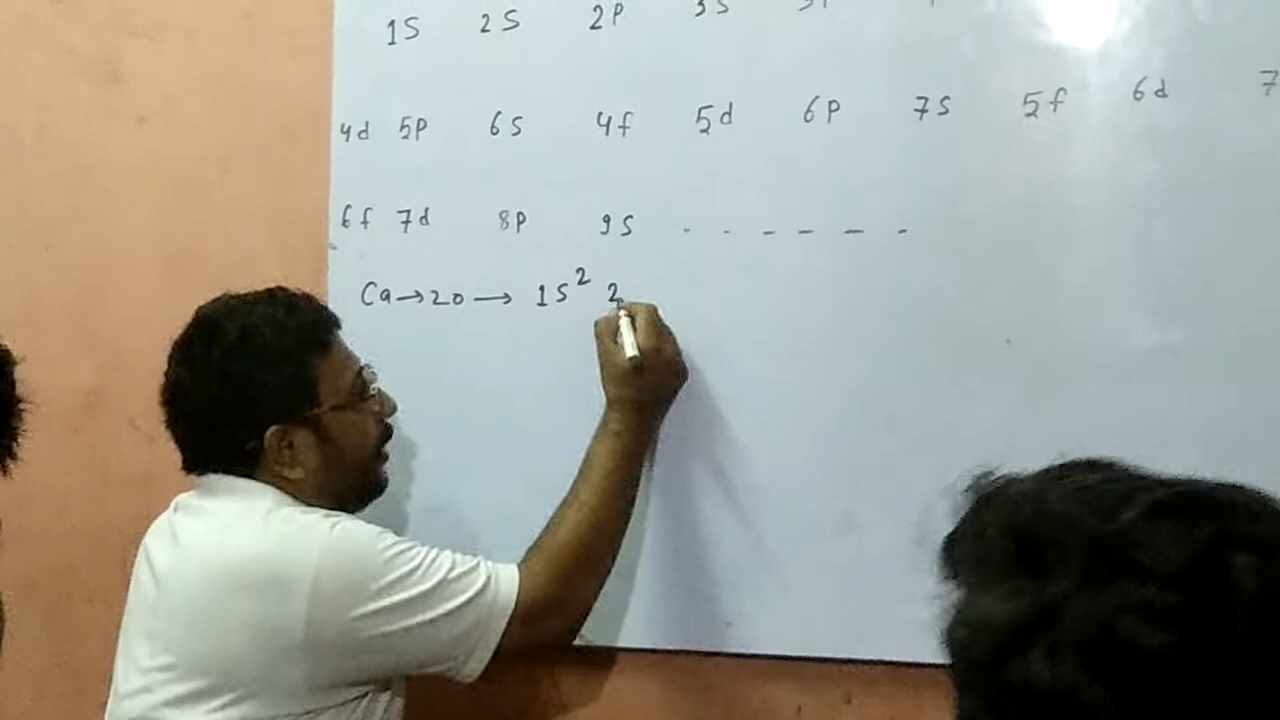 1S 2S 2P 3S
4d 5P 6S 4f 5d 6P 7S 5f 6d 7
6f 7d 8P 9S - - - - - -
Ca→20→ 1S² 2